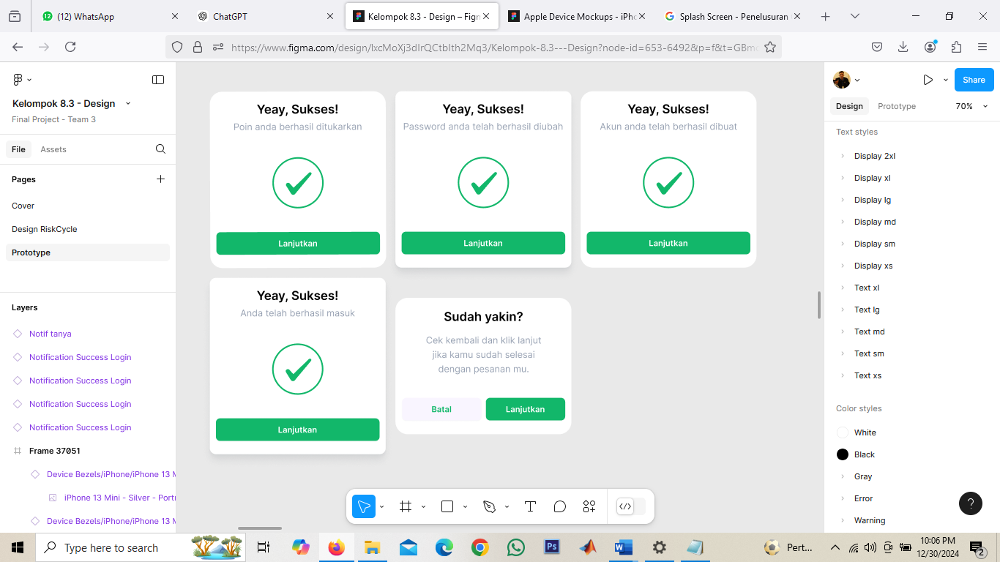 (12) WhatsApp
ChatGPT
Kelompok 8.3 - Design – Figm
Apple Device Mockups - iPho
Splash Screen - Penelusuran
https://www.figma.com/design/
Kelompok-8.3---Design?node-id=653-6492&p=f&t=GBm
Kelompok 8.3 - Design
Final Project - Team 3
File
Assets
Pages
Cover
Design RiskCycle
Prototype
Layers
Notif tanya
Notification Success Login
Notification Success Login
Notification Success Login
Notification Success Login
Frame 37051
Device Bezels/iPhone/iPhone 13 M
iPhone 13 Mini - Silver - Portr
Device Bezels/iPhone/iPhone 13 M
Yeay, Sukses!
Poin anda berhasil ditukarkan
Lanjutkan
Yeay, Sukses!
Password anda telah berhasil diubah
Lanjutkan
Yeay, Sukses!
Akun anda telah berhasil dibuat
Lanjutkan
Yeay, Sukses!
Anda telah berhasil masuk
Lanjutkan
Sudah yakin?
Cek kembali dan klik lanjut
jika kamu sudah selesai
dengan pesanan mu.
Batal
Lanjutkan
Share
Design
Prototype
70%
Text styles
Display 2xl
Display xl
Display lg
Display md
Display sm
Display xs
Text xl
Text lg
Text md
Text sm
Text xs
Color styles
White
Black
Gray
Error
Warning
?
Type here to search
Ps
W
Pert...
10:06 PM
12/30/2024
2